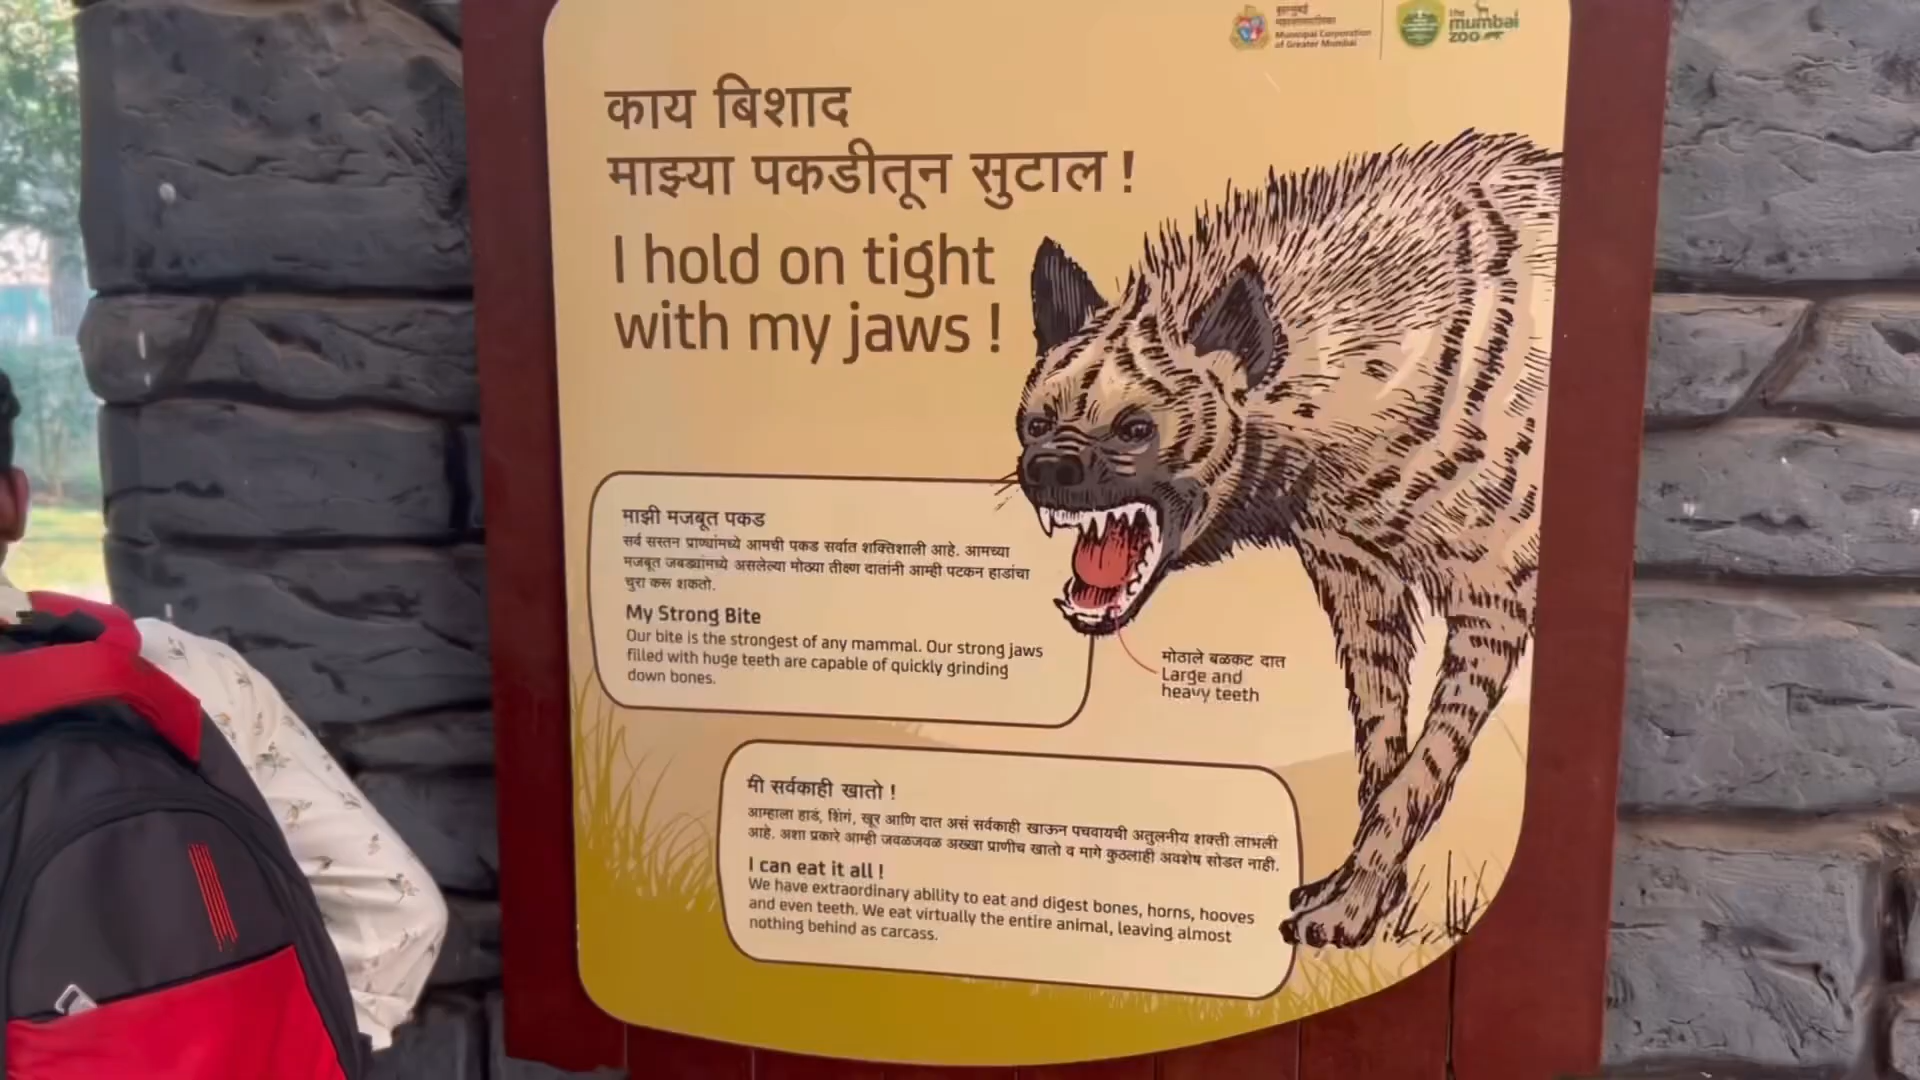 बृहन्मुंबई
महानगरपालिका
Municipal Corporation
of Greater Mumbai
the
mumbai
zoo
काय बिशाद
माझ्या पकडीतून सुटाल !
I hold on tight
with my jaws !
माझी मजबूत पकड
सर्व सस्तन प्राण्यांमध्ये आमची पकड सर्वात शक्तिशाली आहे. आमच्या
मजबूत जबड्यांमध्ये असलेल्या मोठ्या तीक्ष्ण दातांनी आम्ही पटकन हाडांचा
चुरा करू शकतो.
My Strong Bite
Our bite is the strongest of any mammal. Our strong jaws
filled with huge teeth are capable of quickly grinding
down bones.
मोठाले बळकट दात
Large and
heavy teeth
मी सर्वकाही खातो !
आम्हाला हाडं, शिंगं, खूर आणि दात असं सर्वकाही खाऊन पचवायची अतुलनीय शक्ती लाभली
आहे. अशा प्रकारे आम्ही जवळजवळ अख्खा प्राणीच खातो व मागे कुठलाही अवशेष सोडत नाही.
I can eat it all !
We have extraordinary ability to eat and digest bones, horns, hooves
and even teeth. We eat virtually the entire animal, leaving almost
nothing behind as carcass.